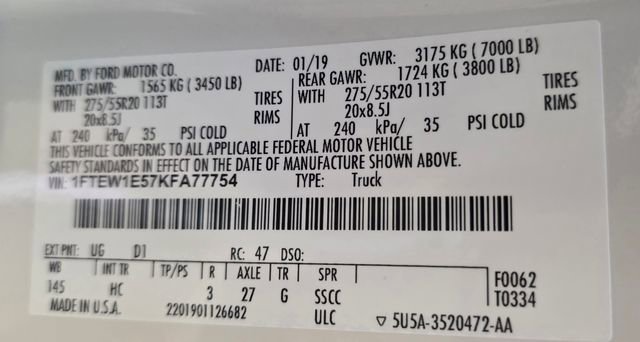 MFD. BY FORD MOTOR CO. DATE: 01/19 GVWR: 3175 KG ( 7000 LB)
FRONT GAWR: 1565 KG ( 3450 LB) REAR GAWR: 1724 KG ( 3800 LB)
WITH 275/55R20 113T TIRES WITH 275/55R20 113T TIRES
20x8.5J RIMS 20x8.5J RIMS
AT 240 kPa/ 35 PSI COLD AT 240 kPa/ 35 PSI COLD
THIS VEHICLE CONFORMS TO ALL APPLICABLE FEDERAL MOTOR VEHICLE
SAFETY STANDARDS IN EFFECT ON THE DATE OF MANUFACTURE SHOWN ABOVE.
VIN: 1FTEW1E57KFA77754 TYPE: Truck
EXT PNT: UG D1 RC: 47 DSO:
WB INT TR TP/PS R AXLE TR SPR F0062
145 HC 3 27 G SSCC T0334
MADE IN U.S.A. 2201901126682 ULC ▽ 5U5A-3520472-AA